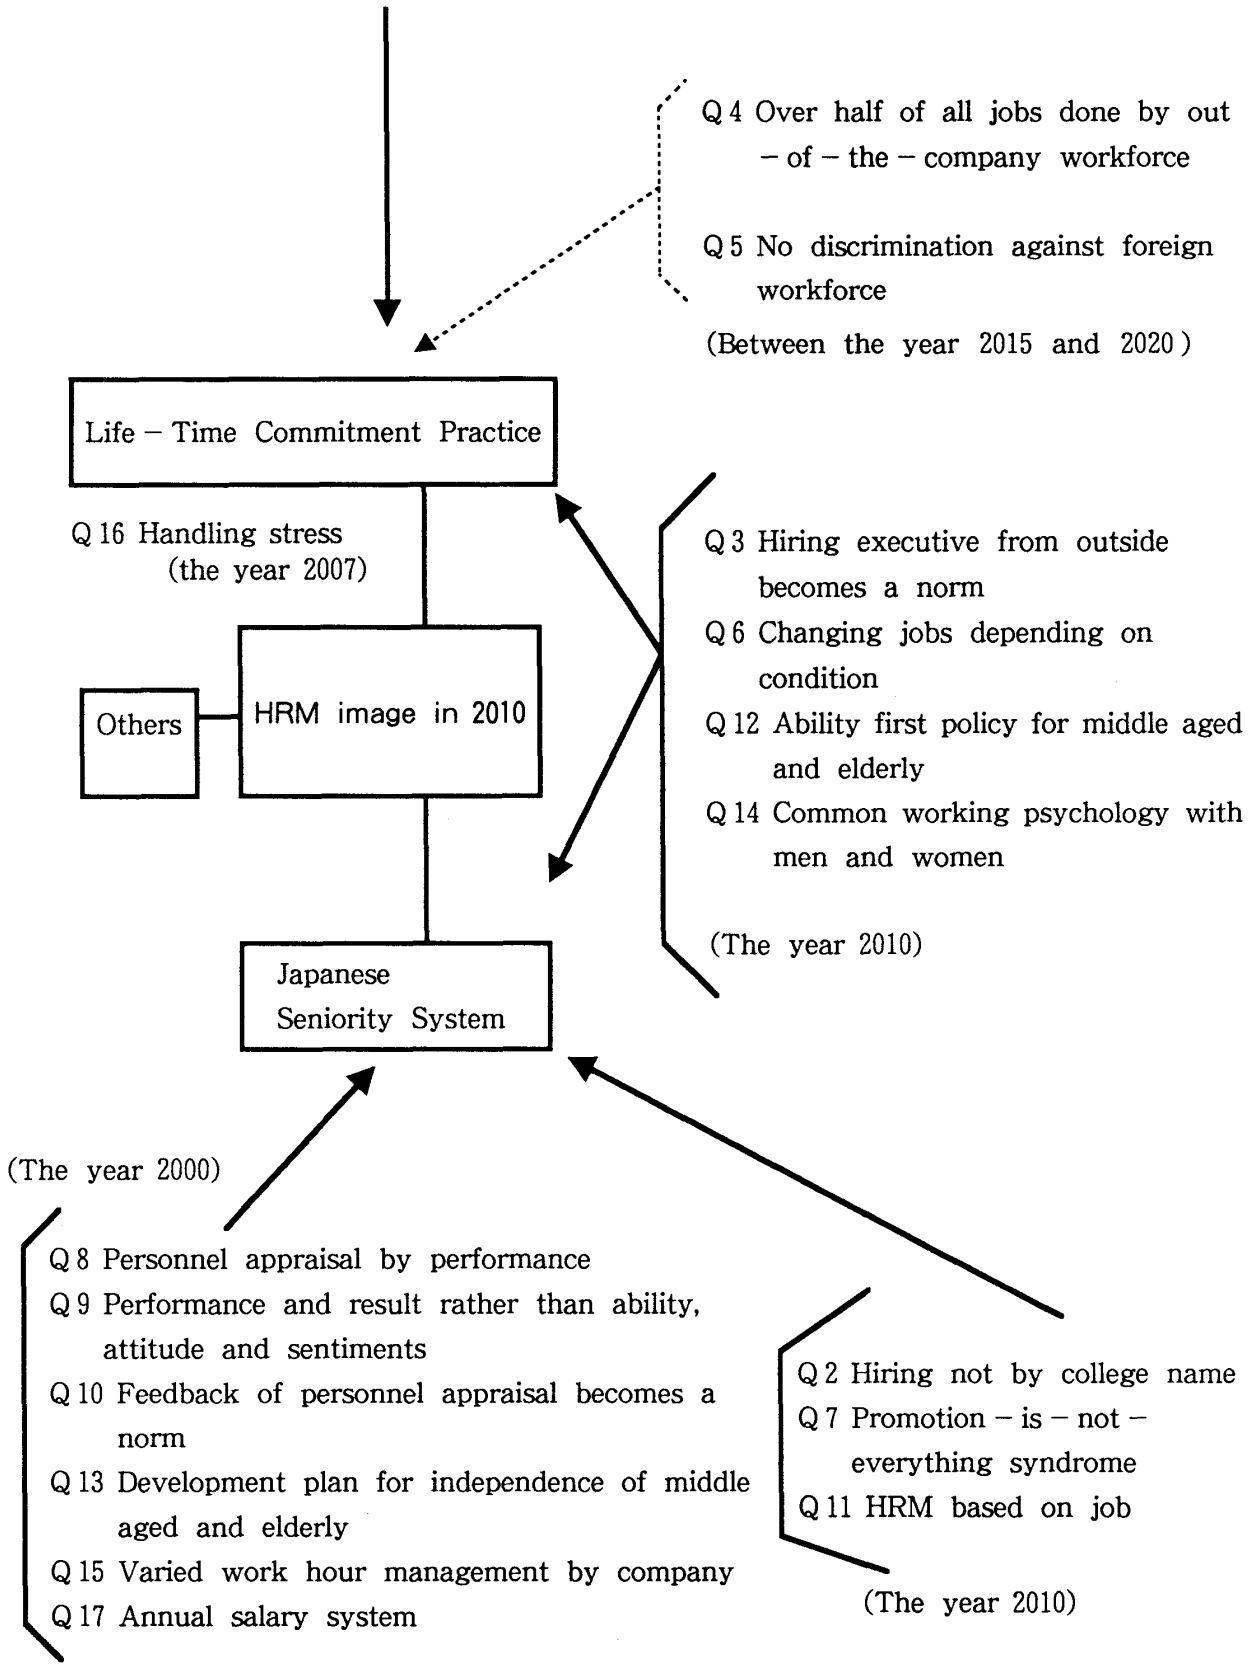 Q 4 Over half of all jobs done by out
– of – the – company workforce
Q 5 No discrimination against foreign
workforce
(Between the year 2015 and 2020)
Life – Time Commitment Practice
Q 16 Handling stress
(the year 2007)
Q 3 Hiring executive from outside
becomes a norm
Q 6 Changing jobs depending on
condition
Q 12 Ability first policy for middle aged
and elderly
Q 14 Common working psychology with
men and women
(The year 2010)
Others
HRM image in 2010
Japanese
Seniority System
(The year 2000)
Q 8 Personnel appraisal by performance
Q 9 Performance and result rather than ability,
attitude and sentiments
Q 10 Feedback of personnel appraisal becomes a
norm
Q 13 Development plan for independence of middle
aged and elderly
Q 15 Varied work hour management by company
Q 17 Annual salary system
Q 2 Hiring not by college name
Q 7 Promotion – is – not –
everything syndrome
Q 11 HRM based on job
(The year 2010)